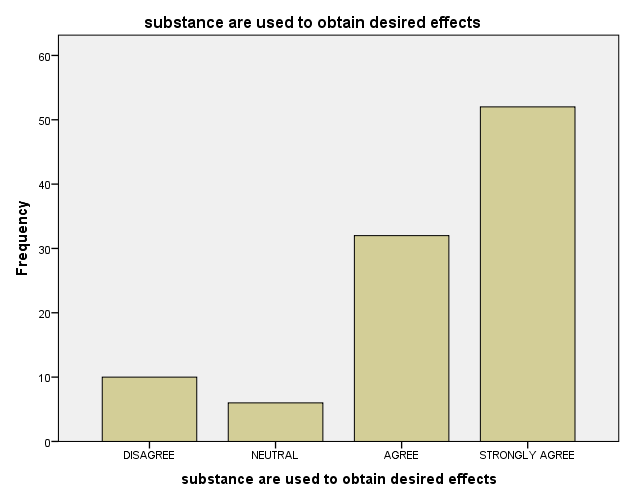 substance are used to obtain desired effects
60
50
40
30
20
10
0
Frequency
DISAGREE NEUTRAL AGREE STRONGLY AGREE
substance are used to obtain desired effects